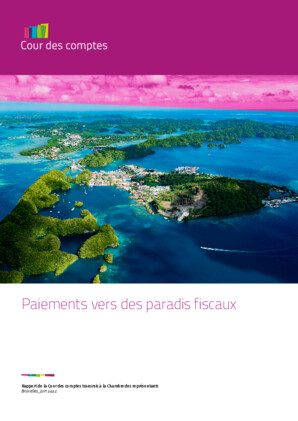 Cour des comptes
Paiements vers des paradis fiscaux
Rapport de la Cour des comptes transmis à la Chambre des représentants
Bruxelles, juin 2022